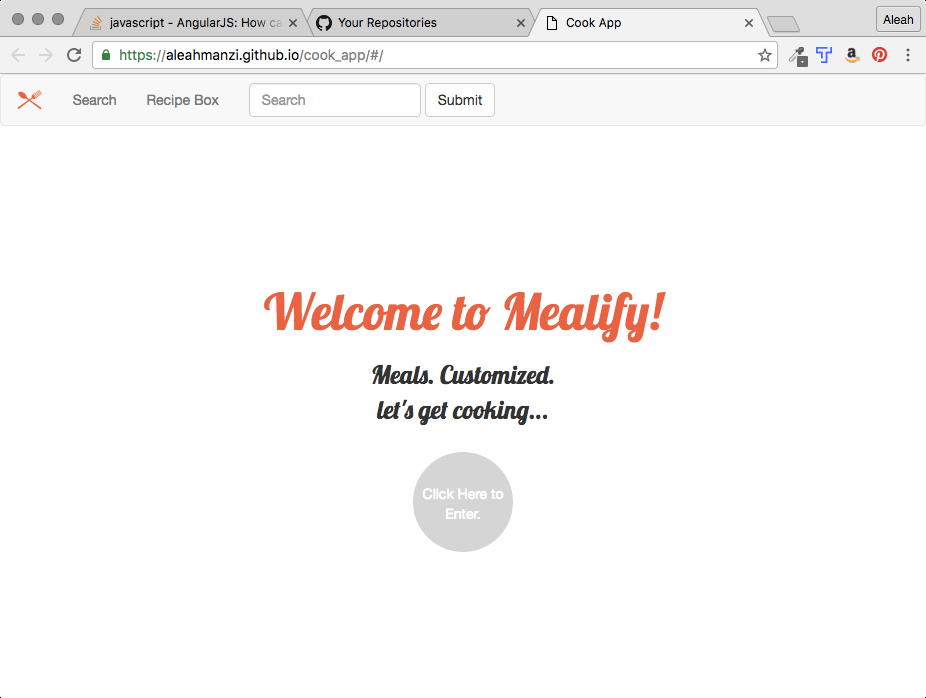 javascript - AngularJS: How ca
Your Repositories
Cook App
Aleah
https://aleahmanzi.github.io/cook_app/#/
Search
Recipe Box
Search
Submit
Welcome to Mealify!
Meals. Customized.
let's get cooking...
Click Here to
Enter.